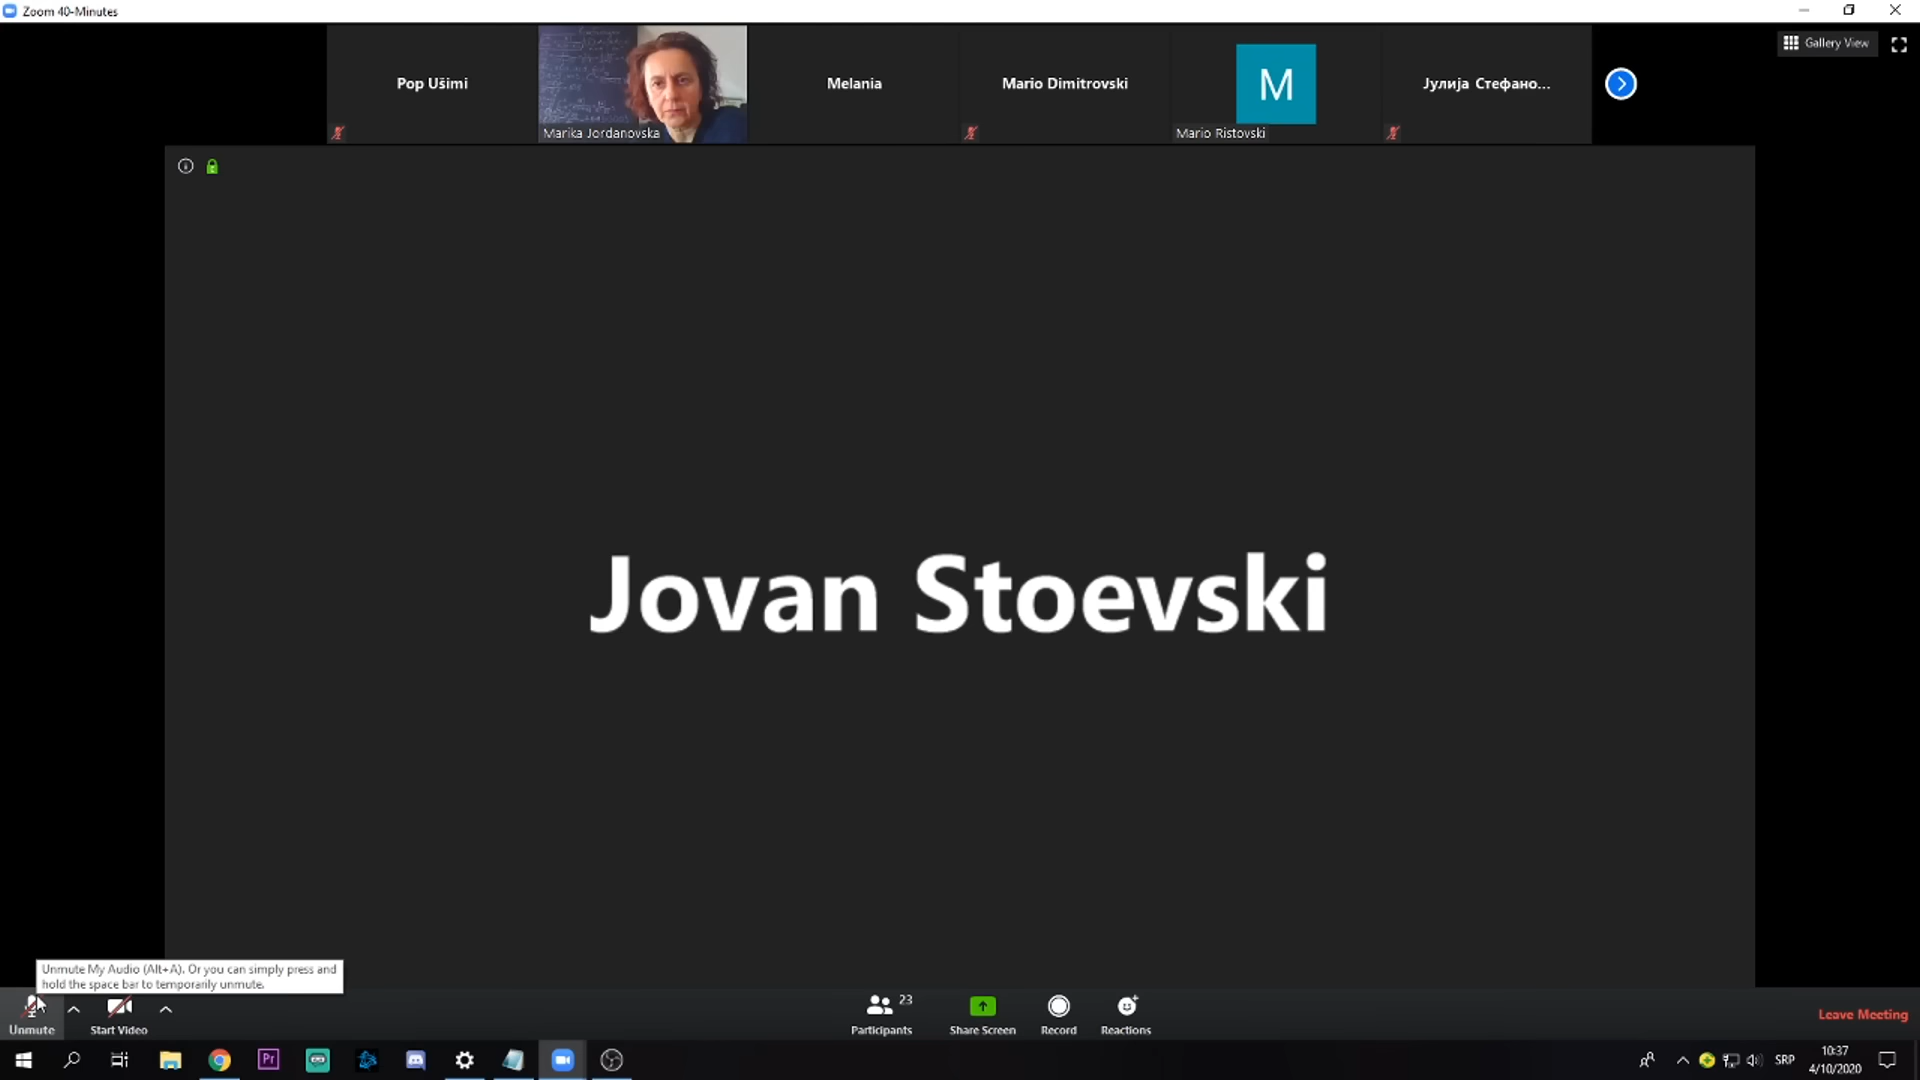 Zoom 40-Minutes
Gallery View
Pop Ušimi
Marika Jordanovska
Melania
Mario Dimitrovski
M
Mario Ristovski
Јулија Стефано...
Jovan Stoevski
Unmute My Audio (Alt+A). Or you can simply press and
hold the space bar to temporarily unmute.
Unmute
Start Video
23
Participants
Share Screen
Record
Reactions
Leave Meeting
Pr
SRP
10:37
4/10/2020